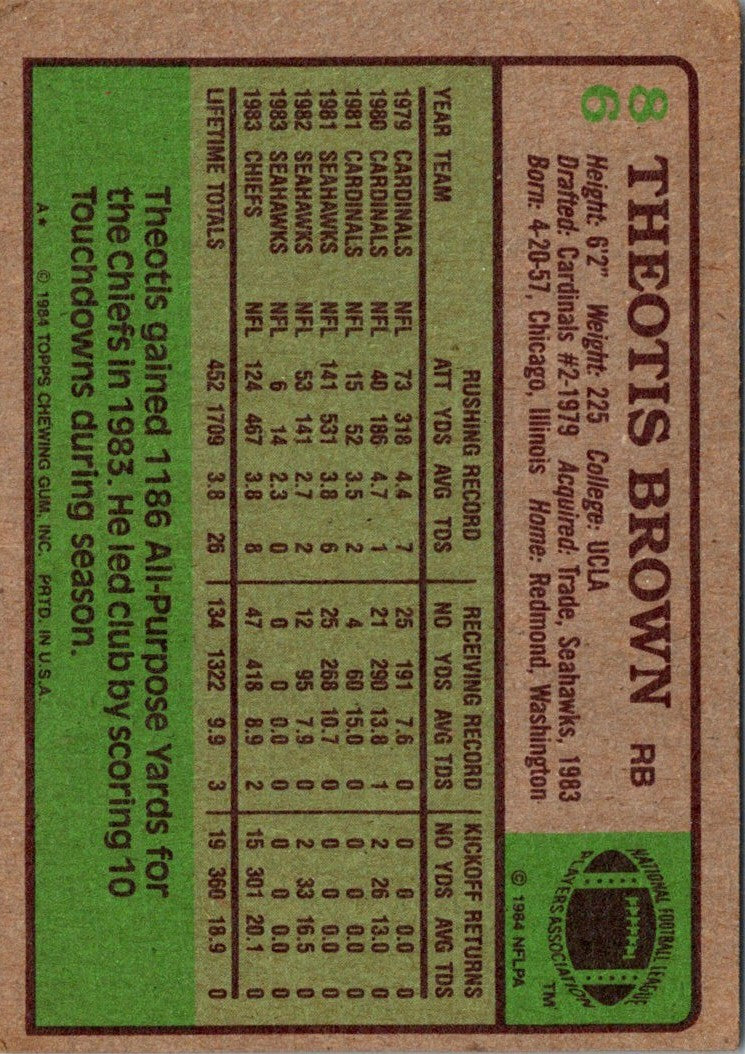 86
THEOTIS BROWN RB
Height: 6'2" Weight: 225 College: UCLA
Drafted: Cardinals #2-1979 Acquired: Trade, Seahawks, 1983
Born: 4-20-57, Chicago, Illinois Home: Redmond, Washington
NATIONAL FOOTBALL LEAGUE
PLAYERS ASSOCIATION
TM
© 1984 NFLPA
RUSHING RECORD RECEIVING RECORD KICKOFF RETURNS
YEAR TEAM ATT YDS AVG TDS NO YDS AVG TDS NO YDS AVG TDS
1979 CARDINALS NFL 73 318 4.4 7 25 191 7.6 0 0 0 0.0 0
1980 CARDINALS NFL 40 186 4.7 1 21 290 13.8 1 2 26 13.0 0
1981 CARDINALS NFL 15 52 3.5 2 4 60 15.0 0 0 0 0.0 0
1981 SEAHAWKS NFL 141 531 3.8 6 25 268 10.7 0 0 0 0.0 0
1982 SEAHAWKS NFL 53 141 2.7 2 12 95 7.9 0 2 33 16.5 0
1983 SEAHAWKS NFL 6 14 2.3 0 0 0 0.0 0 0 0 0.0 0
1983 CHIEFS NFL 124 467 3.8 8 47 418 8.9 2 15 301 20.1 0
LIFETIME TOTALS 452 1709 3.8 26 134 1322 9.9 3 19 360 18.9 0
Theotis gained 1186 All-Purpose Yards for
the Chiefs in 1983. He led club by scoring 10
Touchdowns during season.
A* © 1984 TOPPS CHEWING GUM, INC. PRTD. IN U.S.A.